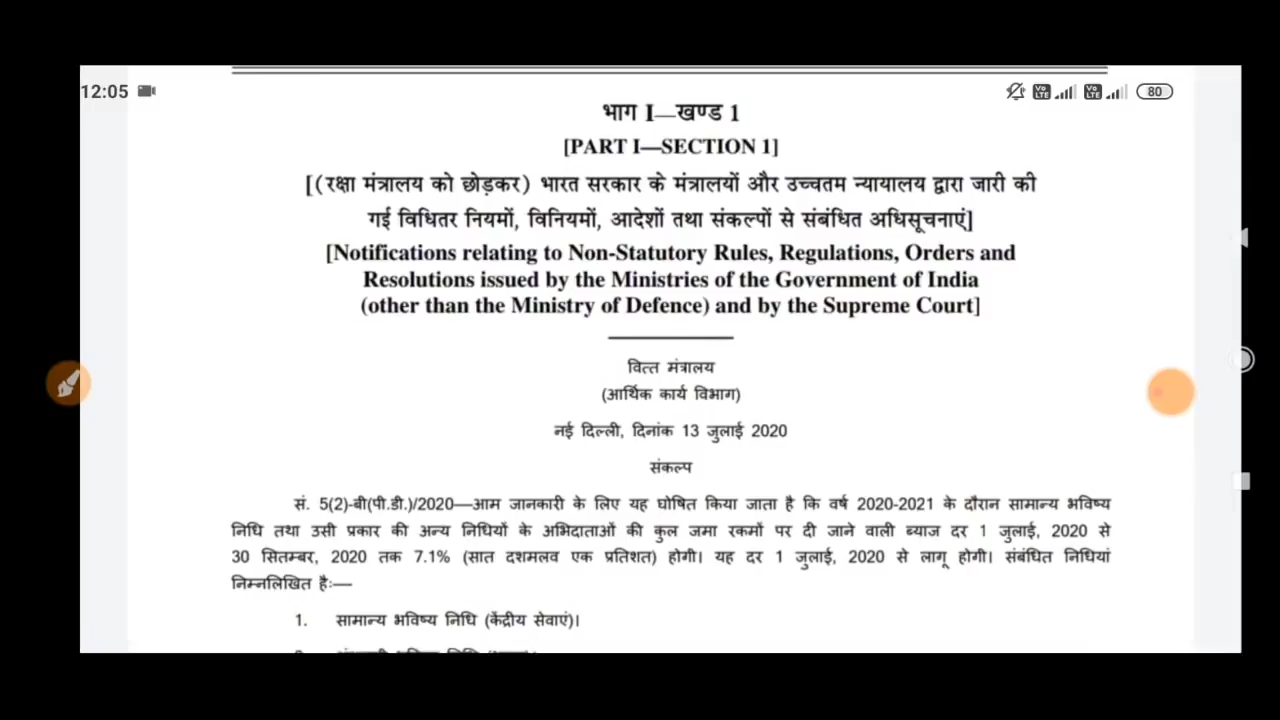 12:05
Vo LTE
Vo LTE
80
भाग I—खण्ड 1
[PART I—SECTION 1]
[(रक्षा मंत्रालय को छोड़कर) भारत सरकार के मंत्रालयों और उच्चतम न्यायालय द्वारा जारी की
गई विधितर नियमों, विनियमों, आदेशों तथा संकल्पों से संबंधित अधिसूचनाएं]
[Notifications relating to Non-Statutory Rules, Regulations, Orders and
Resolutions issued by the Ministries of the Government of India
(other than the Ministry of Defence) and by the Supreme Court]
वित्त मंत्रालय
(आर्थिक कार्य विभाग)
नई दिल्ली, दिनांक 13 जुलाई 2020
संकल्प
सं. 5(2)-बी(पी.डी.)/2020—आम जानकारी के लिए यह घोषित किया जाता है कि वर्ष 2020-2021 के दौरान सामान्य भविष्य
निधि तथा उसी प्रकार की अन्य निधियों के अभिदाताओं की कुल जमा रकमों पर दी जाने वाली ब्याज दर 1 जुलाई, 2020 से
30 सितम्बर, 2020 तक 7.1% (सात दशमलव एक प्रतिशत) होगी। यह दर 1 जुलाई, 2020 से लागू होगी। संबंधित निधियां
निम्नलिखित है:—
1. सामान्य भविष्य निधि (केंद्रीय सेवाएं)।